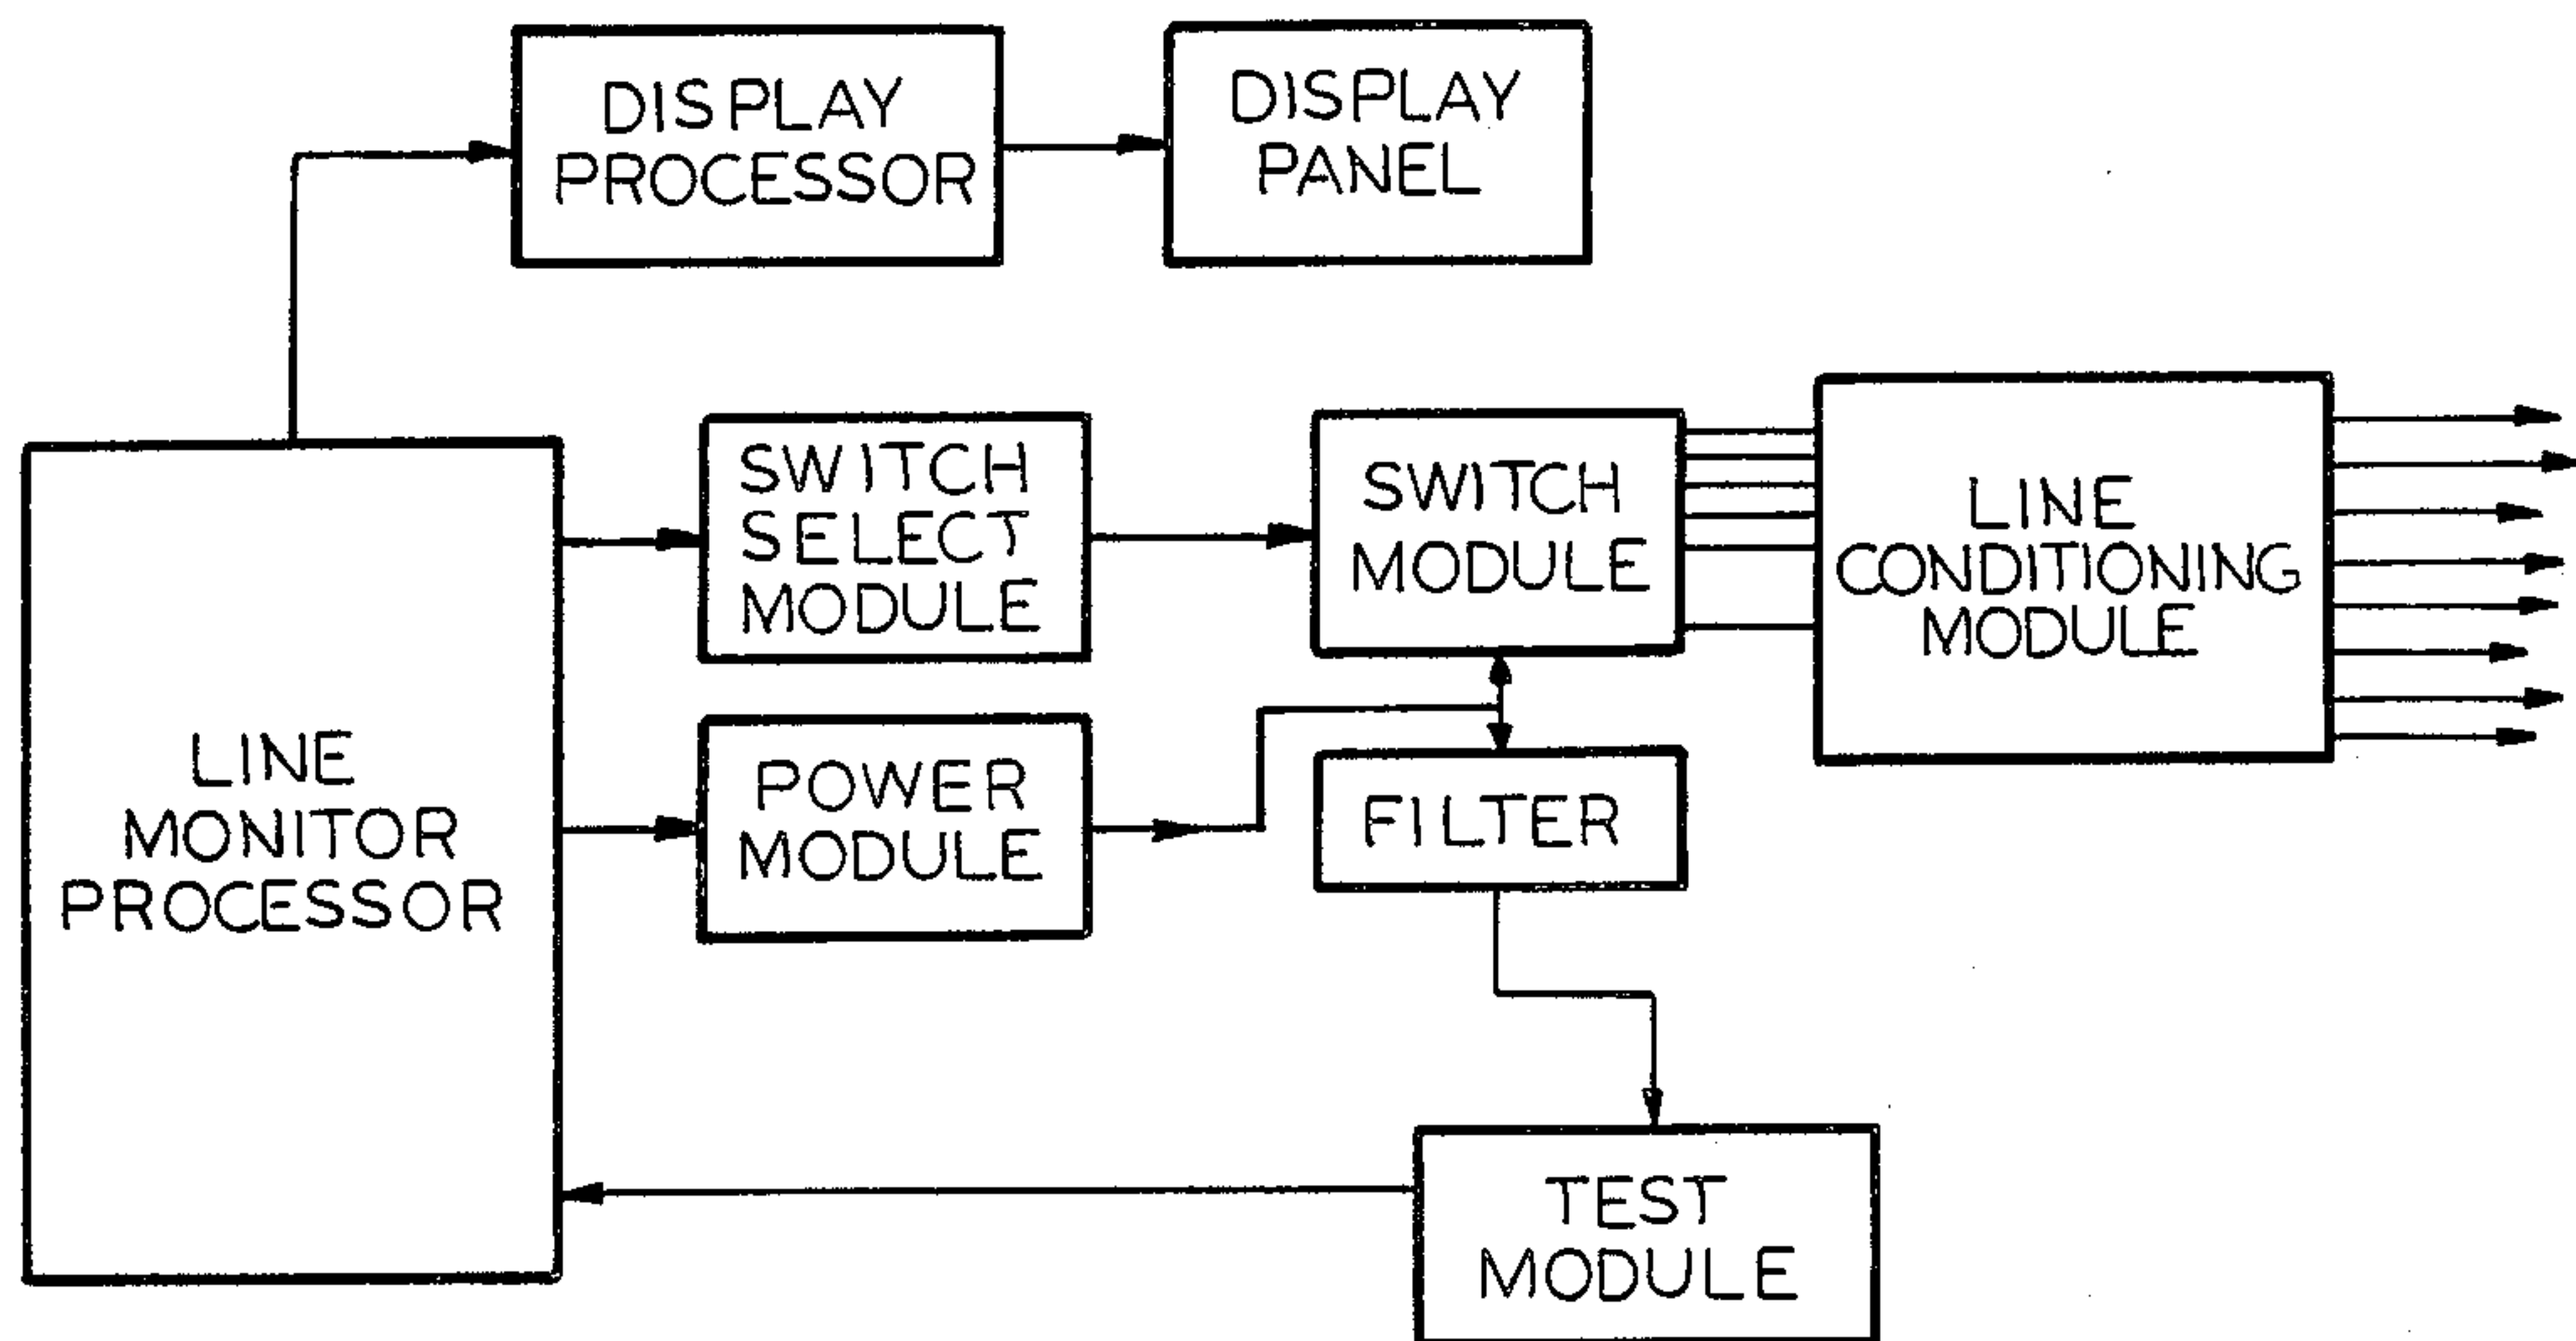 DISPLAY
PROCESSOR
DISPLAY
PANEL
SWITCH
SELECT
MODULE
SWITCH
MODULE
LINE
CONDITIONING
MODULE
LINE
MONITOR
PROCESSOR
POWER
MODULE
FILTER
TEST
MODULE